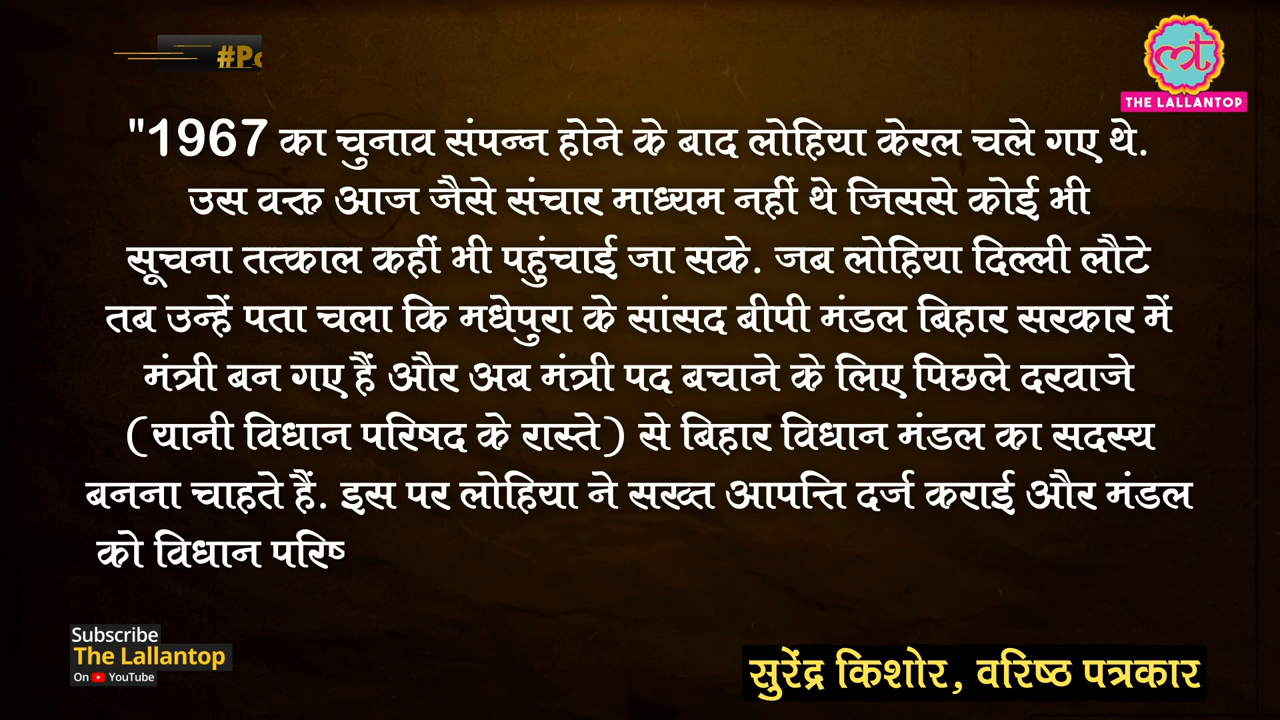 #Po
THE LALLANTOP
"1967 का चुनाव संपन्न होने के बाद लोहिया केरल चले गए थे.
उस वक्त आज जैसे संचार माध्यम नहीं थे जिससे कोई भी
सूचना तत्काल कहीं भी पहुंचाई जा सके. जब लोहिया दिल्ली लौटे
तब उन्हें पता चला कि मधेपुरा के सांसद बीपी मंडल बिहार सरकार में
मंत्री बन गए हैं और अब मंत्री पद बचाने के लिए पिछले दरवाजे
(यानी विधान परिषद के रास्ते) से बिहार विधान मंडल का सदस्य
बनना चाहते हैं. इस पर लोहिया ने सख्त आपत्ति दर्ज कराई और मंडल
को विधान परिष
Subscribe
The Lallantop
On YouTube
सुरेंद्र किशोर, वरिष्ठ पत्रकार